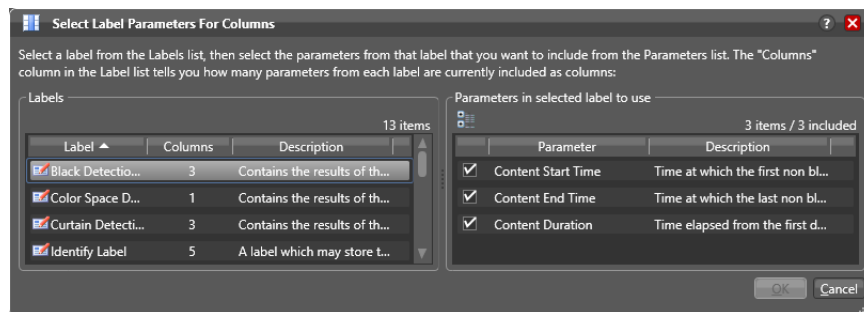 Select Label Parameters For Columns
?
Select a label from the Labels list, then select the parameters from that label that you want to include from the Parameters list. The "Columns"
column in the Label list tells you how many parameters from each label are currently included as columns:
Labels
13 items
Label Columns Description
Black Detectio... 3 Contains the results of th...
Color Space D... 1 Contains the results of th...
Curtain Detecti... 3 Contains the results of th...
Identify Label 5 A label which may store t...
Parameters in selected label to use
3 items / 3 included
Parameter Description
Content Start Time Time at which the first non bl...
Content End Time Time at which the last non bl...
Content Duration Time elapsed from the first d...
OK Cancel